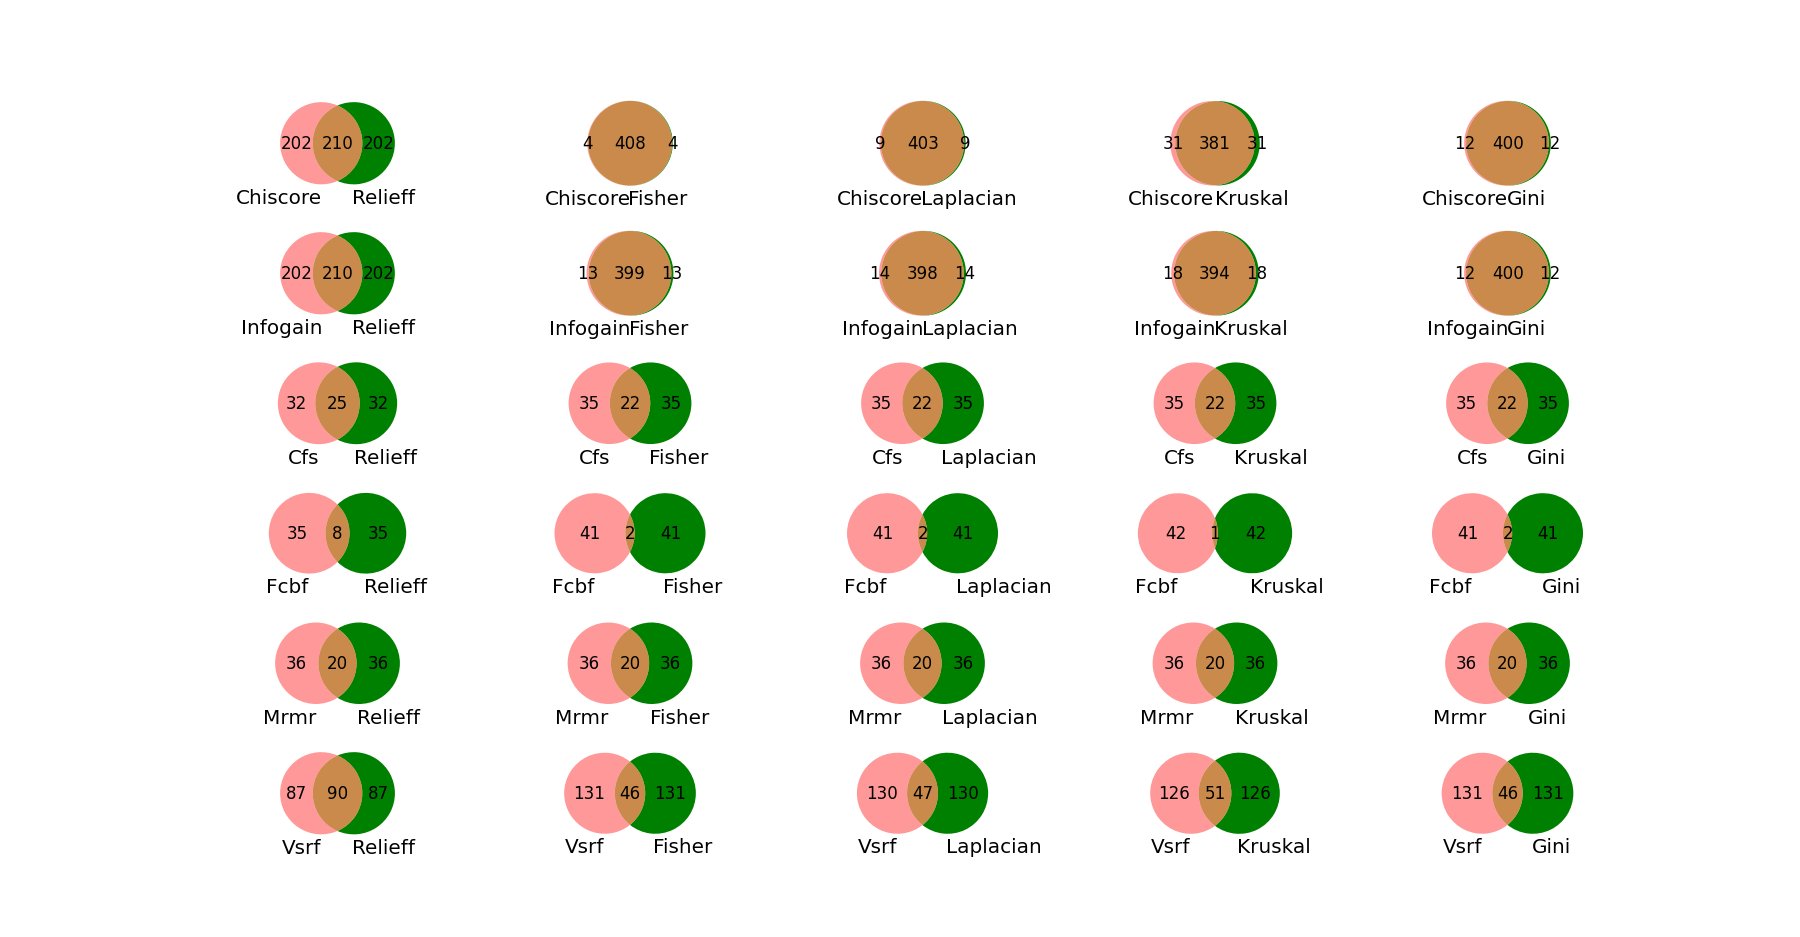 202 210 202 4 408 4 9 403 9 31 381 31 12 400 12
Chiscore Relieff Chiscore Fisher Chiscore Laplacian Chiscore Kruskal Chiscore Gini
202 210 202 13 399 13 14 398 14 18 394 18 12 400 12
Infogain Relieff Infogain Fisher Infogain Laplacian Infogain Kruskal Infogain Gini
32 25 32 35 22 35 35 22 35 35 22 35 35 22 35
Cfs Relieff Cfs Fisher Cfs Laplacian Cfs Kruskal Cfs Gini
35 8 35 41 2 41 41 2 41 42 1 42 41 2 41
Fcbf Relieff Fcbf Fisher Fcbf Laplacian Fcbf Kruskal Fcbf Gini
36 20 36 36 20 36 36 20 36 36 20 36 36 20 36
Mrmr Relieff Mrmr Fisher Mrmr Laplacian Mrmr Kruskal Mrmr Gini
87 90 87 131 46 131 130 47 130 126 51 126 131 46 131
Vsrf Relieff Vsrf Fisher Vsrf Laplacian Vsrf Kruskal Vsrf Gini